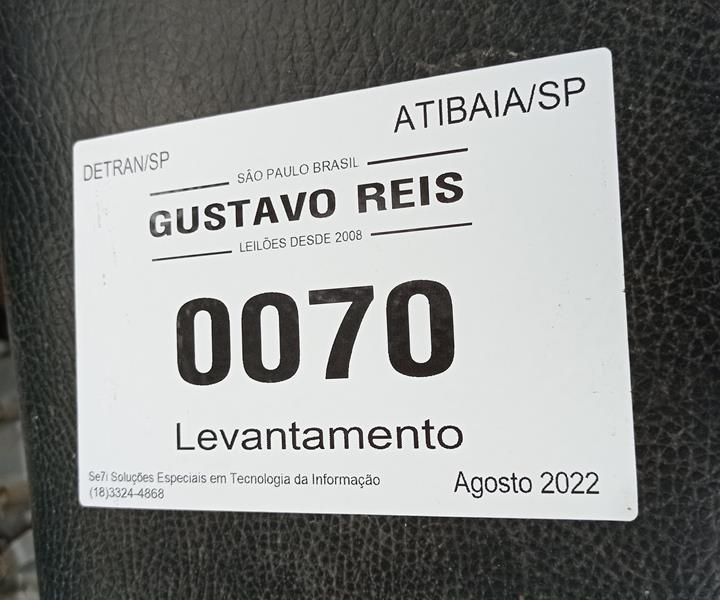 DETRAN/SP
ATIBAIA/SP
SÂO PAULO BRASIL
GUSTAVO REIS
LEILÕES DESDE 2008
0070
Levantamento
Se7i Soluções Especiais em Tecnologia da Informação
(18)3324-4868
Agosto 2022